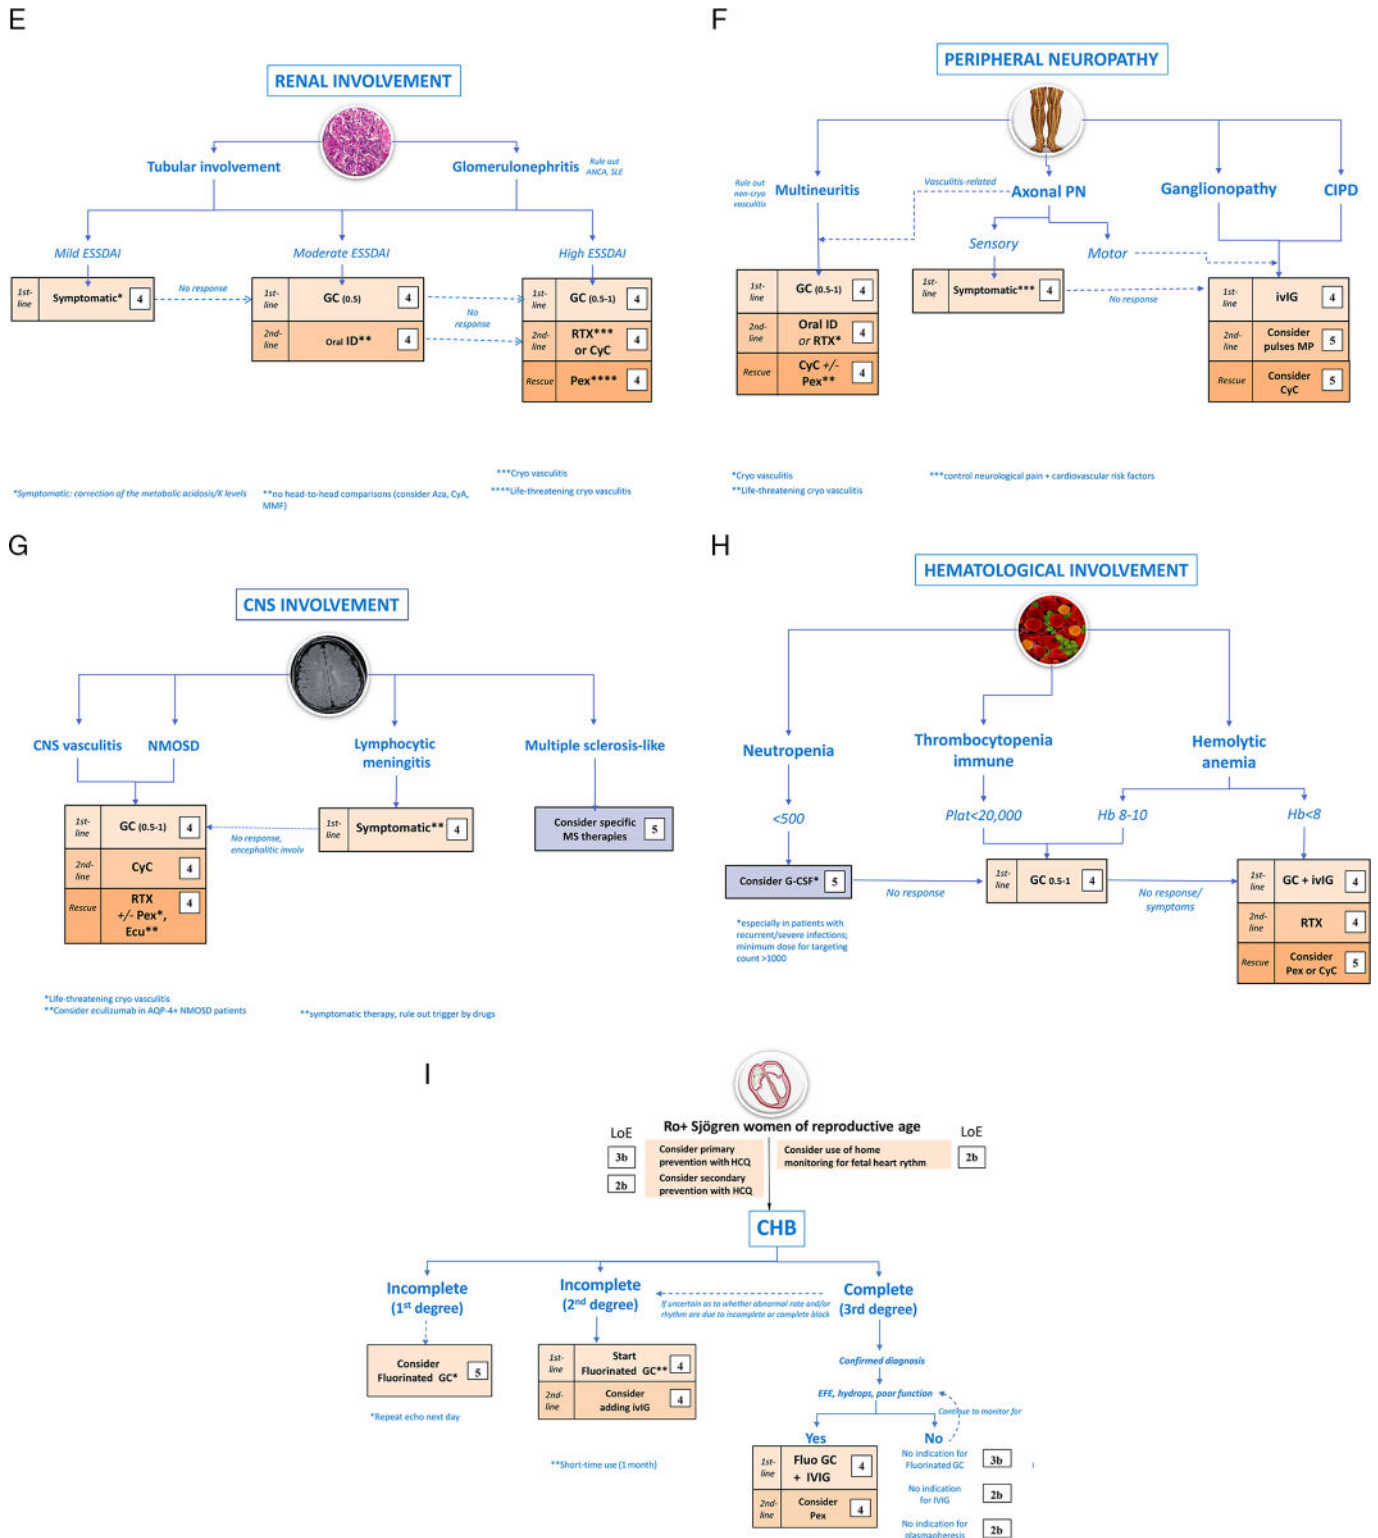 E
RENAL INVOLVEMENT
Tubular involvement
Glomerulonephritis
Rule out
ANCA, SLE
Mild ESSDAI
Moderate ESSDAI
High ESSDAI
1st-
line
Symptomatic*
4
No response
1st-
line
GC (0.5)
4
2nd-
line
Oral ID**
4
No
response
1st-
line
GC (0.5-1)
4
2nd-
line
RTX***
or CyC
4
Rescue
Pex****
4
***Cryo vasculitis
*Symptomatic: correction of the metabolic acidosis/K levels
**no head-to-head comparisons (consider Aza, CyA,
MMF)
****Life-threatening cryo vasculitis
F
PERIPHERAL NEUROPATHY
Rule out
non-cryo
vasculitis
Multineuritis
Vasculitis-related
Axonal PN
Ganglionopathy
CIPD
Sensory
Motor
1st-
line
GC (0.5-1)
4
2nd-
line
Oral ID
or RTX*
4
Rescue
CyC +/-
Pex**
4
1st-
line
Symptomatic***
4
No response
1st-
line
ivIG
4
2nd-
line
Consider
pulses MP
5
Rescue
Consider
CyC
5
*Cryo vasculitis
**Life-threatening cryo vasculitis
***control neurological pain + cardiovascular risk factors
G
CNS INVOLVEMENT
CNS vasculitis
NMOSD
Lymphocytic
meningitis
Multiple sclerosis-like
1st-
line
GC (0.5-1)
4
2nd-
line
CyC
4
Rescue
RTX
+/- Pex*,
Ecu**
4
No response,
encephalitic involv
1st-
line
Symptomatic**
4
Consider specific
MS therapies
5
*Life-threatening cryo vasculitis
**Consider eculizumab in AQP-4+ NMOSD patients
**symptomatic therapy, rule out trigger by drugs
H
HEMATOLOGICAL INVOLVEMENT
Neutropenia
Thrombocytopenia
immune
Hemolytic
anemia
<500
Plat<20,000
Hb 8-10
Hb<8
Consider G-CSF*
5
No response
1st-
line
GC 0.5-1
4
No response/
symptoms
1st-
line
GC + ivIG
4
2nd-
line
RTX
4
Rescue
Consider
Pex or CyC
5
*especially in patients with
recurrent/severe infections;
minimum dose for targeting
count >1000
I
Ro+ Sjögren women of reproductive age
LoE
3b
Consider primary
prevention with HCQ
2b
Consider secondary
prevention with HCQ
Consider use of home
monitoring for fetal heart rythm
LoE
2b
CHB
Incomplete
(1st degree)
Incomplete
(2nd degree)
If uncertain as to whether abnormal rate and/or
rhythm are due to incomplete or complete block
Complete
(3rd degree)
Consider
Fluorinated GC*
5
*Repeat echo next day
1st-
line
Start
Fluorinated GC**
4
2nd-
line
Consider
adding ivIG
4
**Short-time use (1 month)
Confirmed diagnosis
EFE, hydrops, poor function
Continue to monitor for
Yes
No
1st-
line
Fluo GC
+ IVIG
4
2nd-
line
Consider
Pex
4
No indication for
Fluorinated GC
3b
No indication
for IVIG
2b
No indication for
plasmapheresis
2b